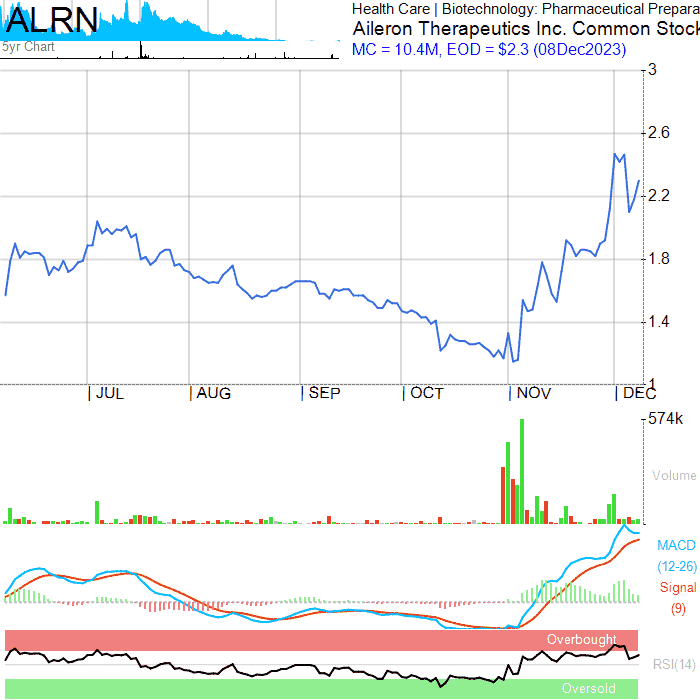 ALRN
5yr Chart
Health Care | Biotechnology: Pharmaceutical Prepara
Aileron Therapeutics Inc. Common Stock
MC = 10.4M, EOD = $2.3 (08Dec2023)
3
2.6
2.2
1.8
1.4
1
JUL
AUG
SEP
OCT
NOV
DEC
574k
Volume
MACD
(12-26)
Signal
(9)
Overbought
RSI(14)
Oversold